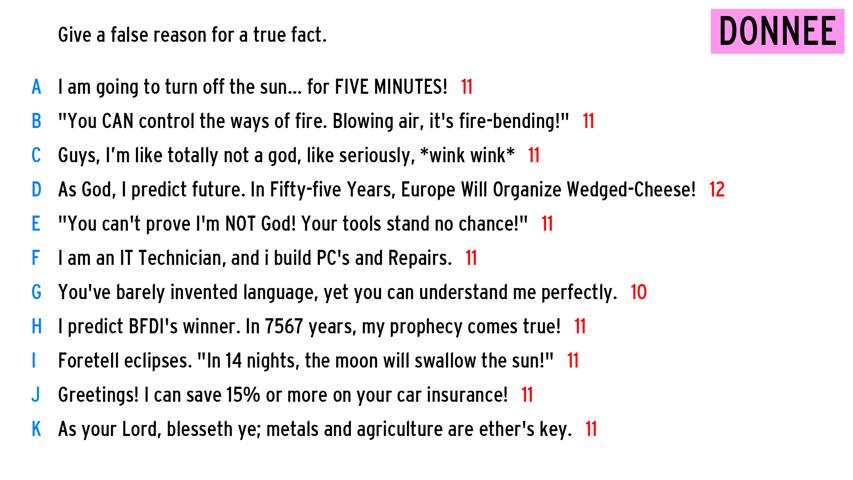 Give a false reason for a true fact.
DONNEE
A I am going to turn off the sun... for FIVE MINUTES! 11
B "You CAN control the ways of fire. Blowing air, it's fire-bending!" 11
C Guys, I'm like totally not a god, like seriously, *wink wink* 11
D As God, I predict future. In Fifty-five Years, Europe Will Organize Wedged-Cheese! 12
E "You can't prove I'm NOT God! Your tools stand no chance!" 11
F I am an IT Technician, and i build PC's and Repairs. 11
G You've barely invented language, yet you can understand me perfectly. 10
H I predict BFDI's winner. In 7567 years, my prophecy comes true! 11
I Foretell eclipses. "In 14 nights, the moon will swallow the sun!" 11
J Greetings! I can save 15% or more on your car insurance! 11
K As your Lord, blesseth ye; metals and agriculture are ether's key. 11